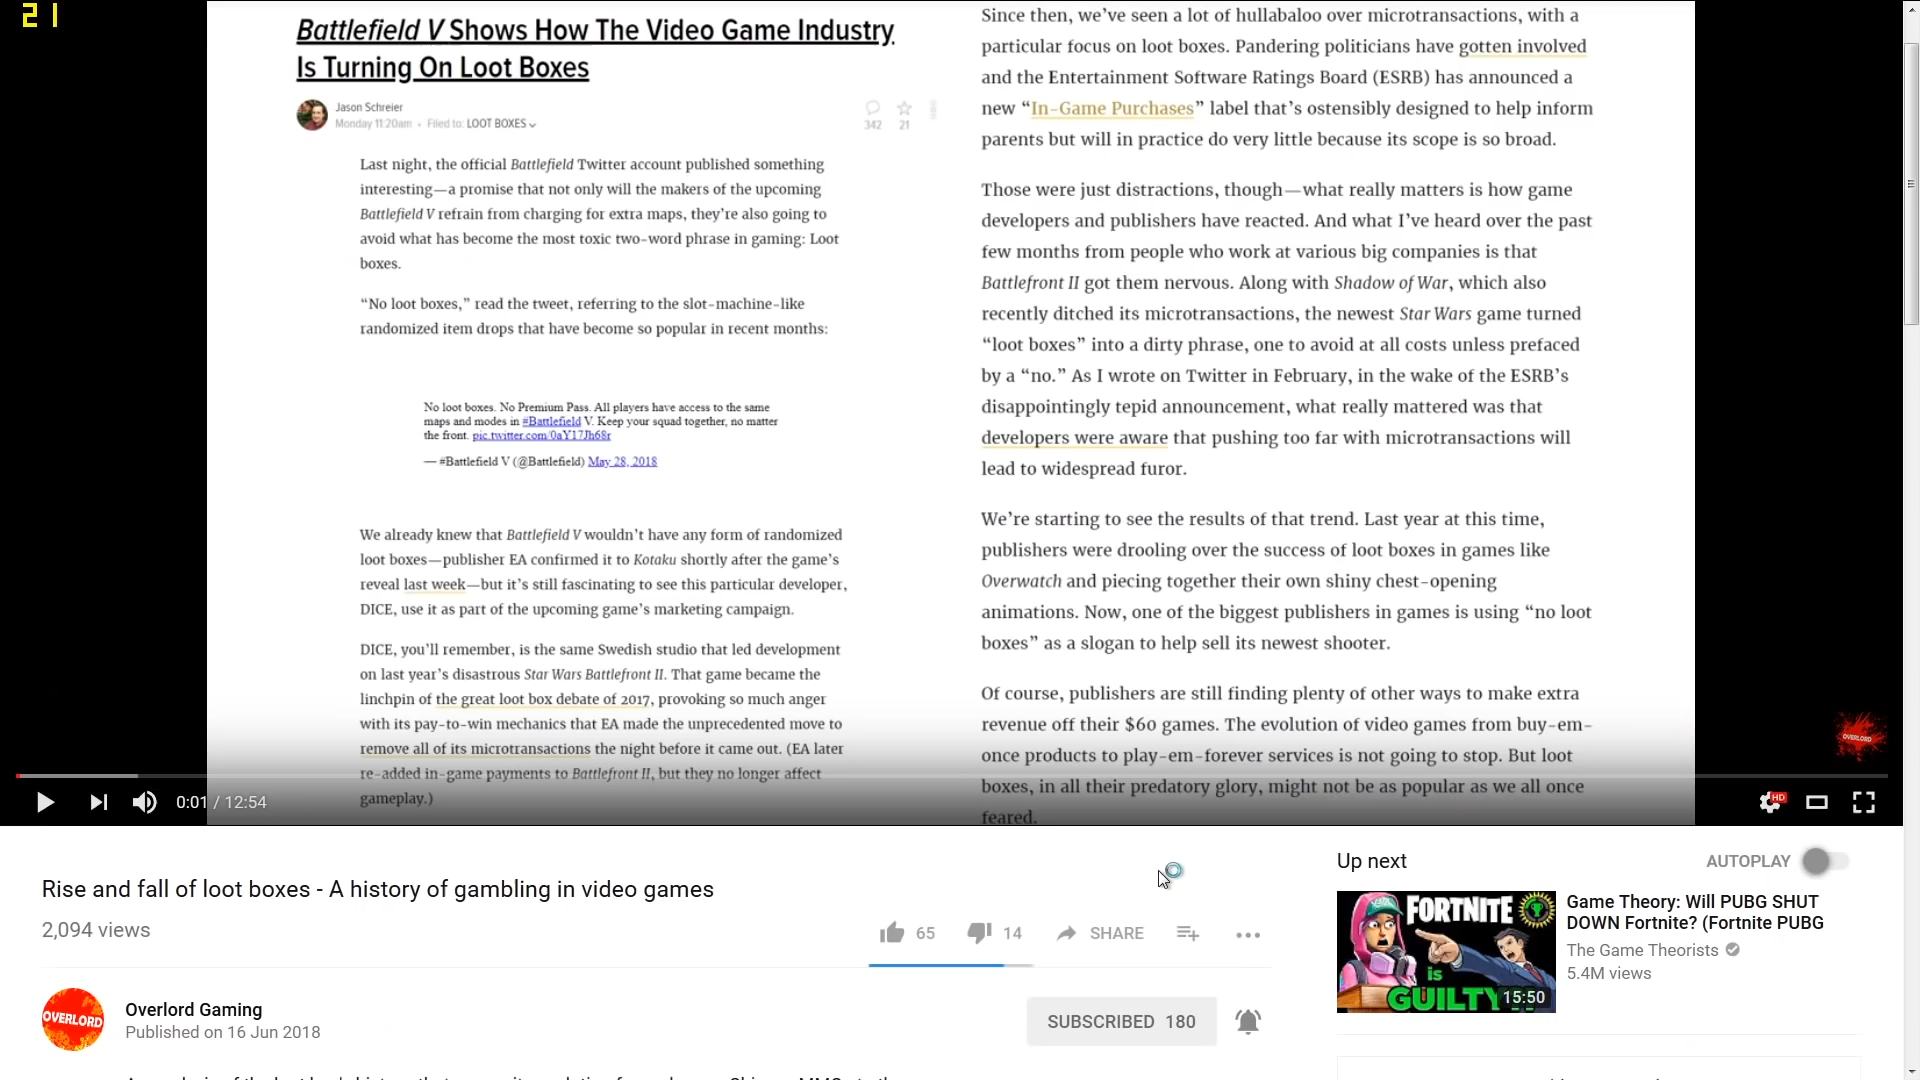 21
Battlefield V Shows How The Video Game Industry
Is Turning On Loot Boxes
Jason Schreier
Monday 11:20am • Filed to: LOOT BOXES
342
21
Last night, the official Battlefield Twitter account published something
interesting—a promise that not only will the makers of the upcoming
Battlefield V refrain from charging for extra maps, they’re also going to
avoid what has become the most toxic two-word phrase in gaming: Loot
boxes.
“No loot boxes,” read the tweet, referring to the slot-machine-like
randomized item drops that have become so popular in recent months:
No loot boxes. No Premium Pass. All players have access to the same
maps and modes in #Battlefield V. Keep your squad together, no matter
the front. pic.twitter.com/0aY17Jh68r
— #Battlefield V (@Battlefield) May 28, 2018
We already knew that Battlefield V wouldn’t have any form of randomized
loot boxes—publisher EA confirmed it to Kotaku shortly after the game’s
reveal last week—but it’s still fascinating to see this particular developer,
DICE, use it as part of the upcoming game’s marketing campaign.
DICE, you’ll remember, is the same Swedish studio that led development
on last year’s disastrous Star Wars Battlefront II. That game became the
linchpin of the great loot box debate of 2017, provoking so much anger
with its pay-to-win mechanics that EA made the unprecedented move to
remove all of its microtransactions the night before it came out. (EA later
re-added in-game payments to Battlefront II, but they no longer affect
gameplay.)
Since then, we’ve seen a lot of hullabaloo over microtransactions, with a
particular focus on loot boxes. Pandering politicians have gotten involved
and the Entertainment Software Ratings Board (ESRB) has announced a
new “In-Game Purchases” label that’s ostensibly designed to help inform
parents but will in practice do very little because its scope is so broad.
Those were just distractions, though—what really matters is how game
developers and publishers have reacted. And what I’ve heard over the past
few months from people who work at various big companies is that
Battlefront II got them nervous. Along with Shadow of War, which also
recently ditched its microtransactions, the newest Star Wars game turned
“loot boxes” into a dirty phrase, one to avoid at all costs unless prefaced
by a “no.” As I wrote on Twitter in February, in the wake of the ESRB’s
disappointingly tepid announcement, what really mattered was that
developers were aware that pushing too far with microtransactions will
lead to widespread furor.
We’re starting to see the results of that trend. Last year at this time,
publishers were drooling over the success of loot boxes in games like
Overwatch and piecing together their own shiny chest-opening
animations. Now, one of the biggest publishers in games is using “no loot
boxes” as a slogan to help sell its newest shooter.
Of course, publishers are still finding plenty of other ways to make extra
revenue off their $60 games. The evolution of video games from buy-em-
once products to play-em-forever services is not going to stop. But loot
boxes, in all their predatory glory, might not be as popular as we all once
feared.
OVERLORD
0:01 / 12:54
HD
Rise and fall of loot boxes - A history of gambling in video games
2,094 views
65
14
SHARE
OVERLORD
Overlord Gaming
Published on 16 Jun 2018
SUBSCRIBED 180
Up next
AUTOPLAY
FORTNITE
is
GUILTY
15:50
Game Theory: Will PUBG SHUT
DOWN Fortnite? (Fortnite PUBG
The Game Theorists
5.4M views